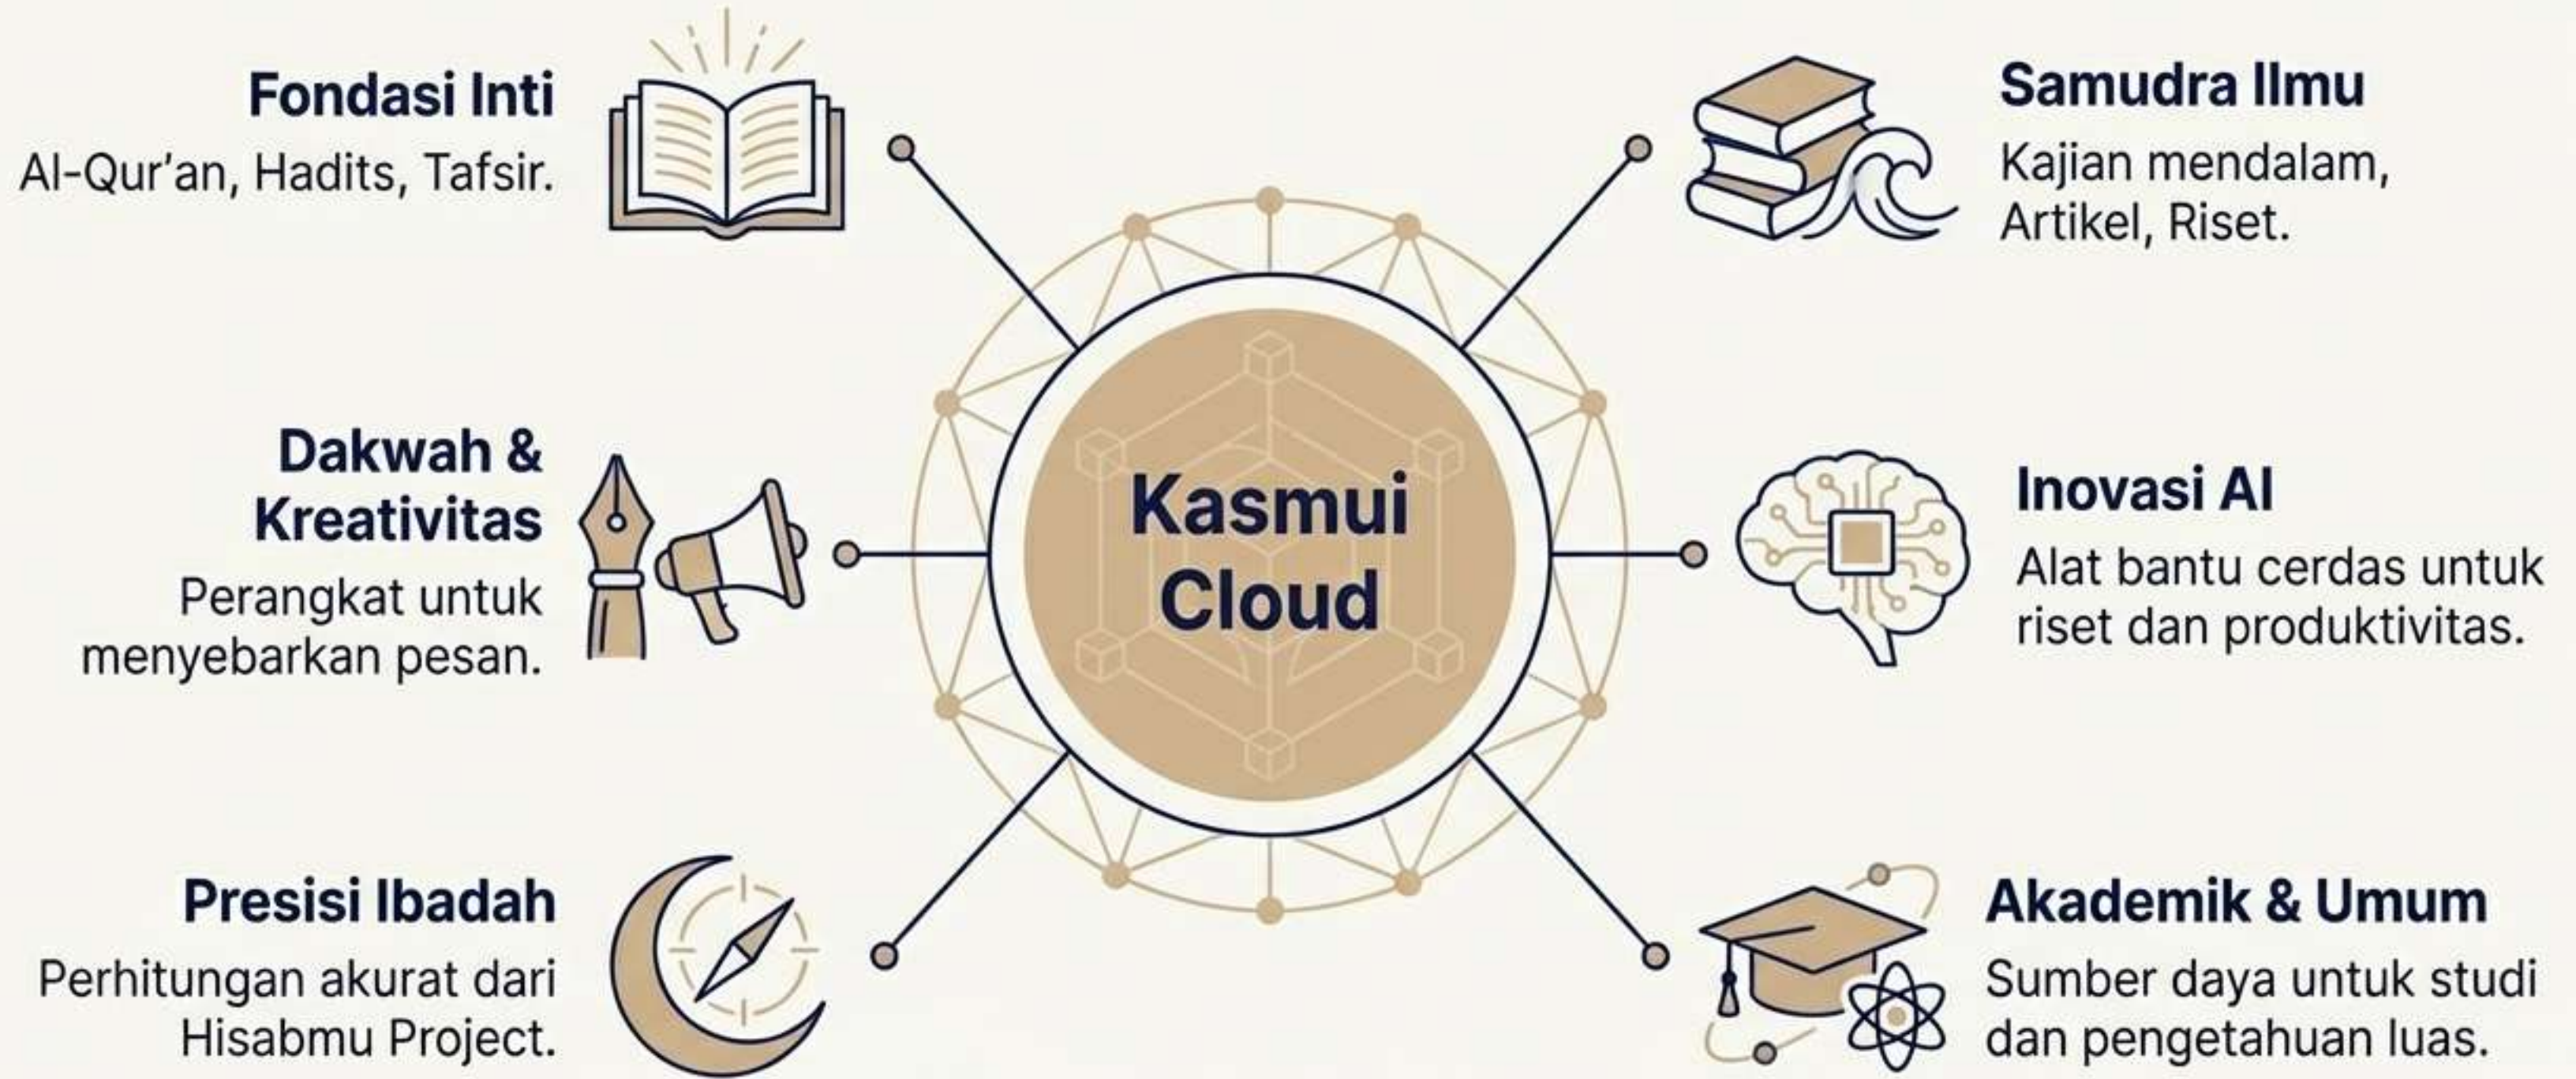 Fondasi Inti
Al-Qur'an, Hadits, Tafsir.
Dakwah &
Kreativitas
Perangkat untuk
menyebarkan pesan.
Presisi Ibadah
Perhitungan akurat dari
Hisabmu Project.
Kasmui
Cloud
Samudra Ilmu
Kajian mendalam,
Artikel, Riset.
Inovasi AI
Alat bantu cerdas untuk
riset dan produktivitas.
Akademik & Umum
Sumber daya untuk studi
dan pengetahuan luas.